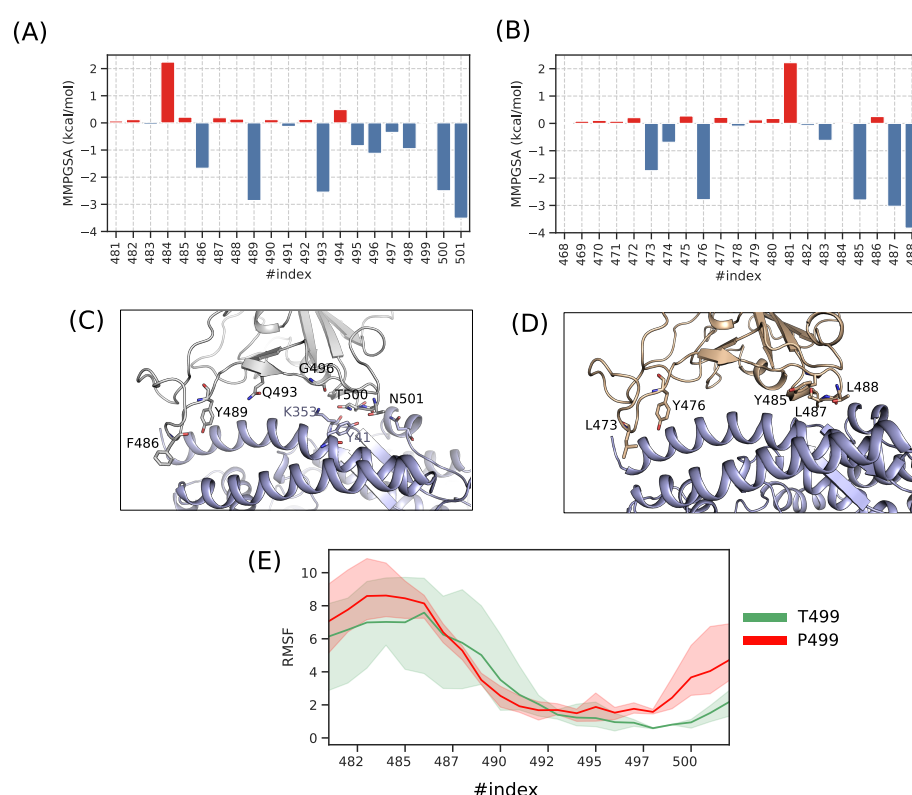 (A)
(B)
MMPGSA (kcal/mol)
2
1
0
−1
−2
−3
−4
481 482 483 484 485 486 487 488 489 490 491 492 493 494 495 496 497 498 499 500 501
#index
MMPGSA (kcal/mol)
2
1
0
−1
−2
−3
−4
468 469 470 471 472 473 474 475 476 477 478 479 480 481 482 483 484 485 486 487 488
#index
(C)
G496
Q493
T500
N501
Y489
K353
F486
Y41
(D)
L488
Y485
Y476
L487
L473
(E)
RMSF
10
8
6
4
2
0
482 485 487 490 492 495 497 500
#index
T499
P499